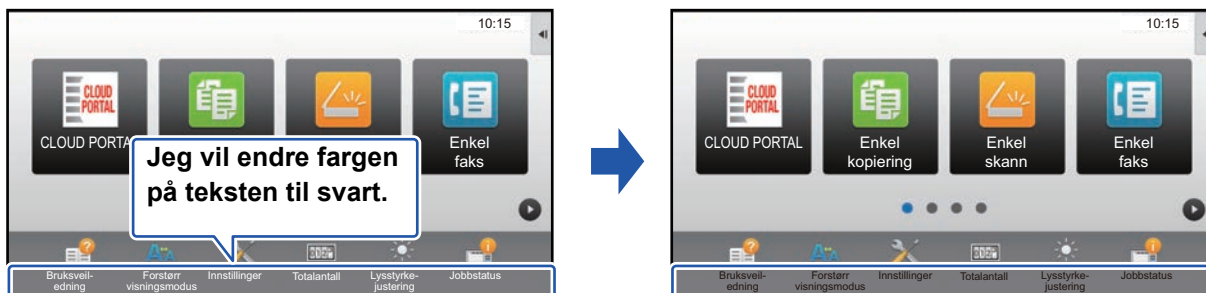 10:15
CLOUD
PORTAL
CLOUD PORTA
Enkel
faks
Jeg vil endre fargen
på teksten til svart.
Bruksveil-
edning
Forstørr
visningsmodus
Innstillinger
Totalantall
Lysstyrke-
justering
Jobbstatus
10:15
CLOUD
PORTAL
CLOUD PORTAL
Enkel
kopiering
Enkel
skann
Enkel
faks
Bruksveil-
edning
Forstørr
visningsmodus
Innstillinger
Totalantall
Lysstyrke-
justering
Jobbstatus